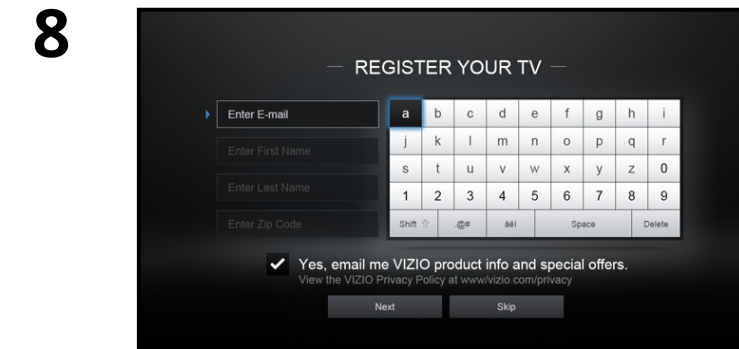 8
REGISTER YOUR TV
Enter E-mail
a b c d e f g h i
Enter First Name
j k l m n o p q r
s t u v w x y z 0
Enter Last Name
1 2 3 4 5 6 7 8 9
Enter Zip Code
Shift .@# äêì Space Delete
Yes, email me VIZIO product info and special offers.
View the VIZIO Privacy Policy at www/vizio.com/privacy
Next Skip